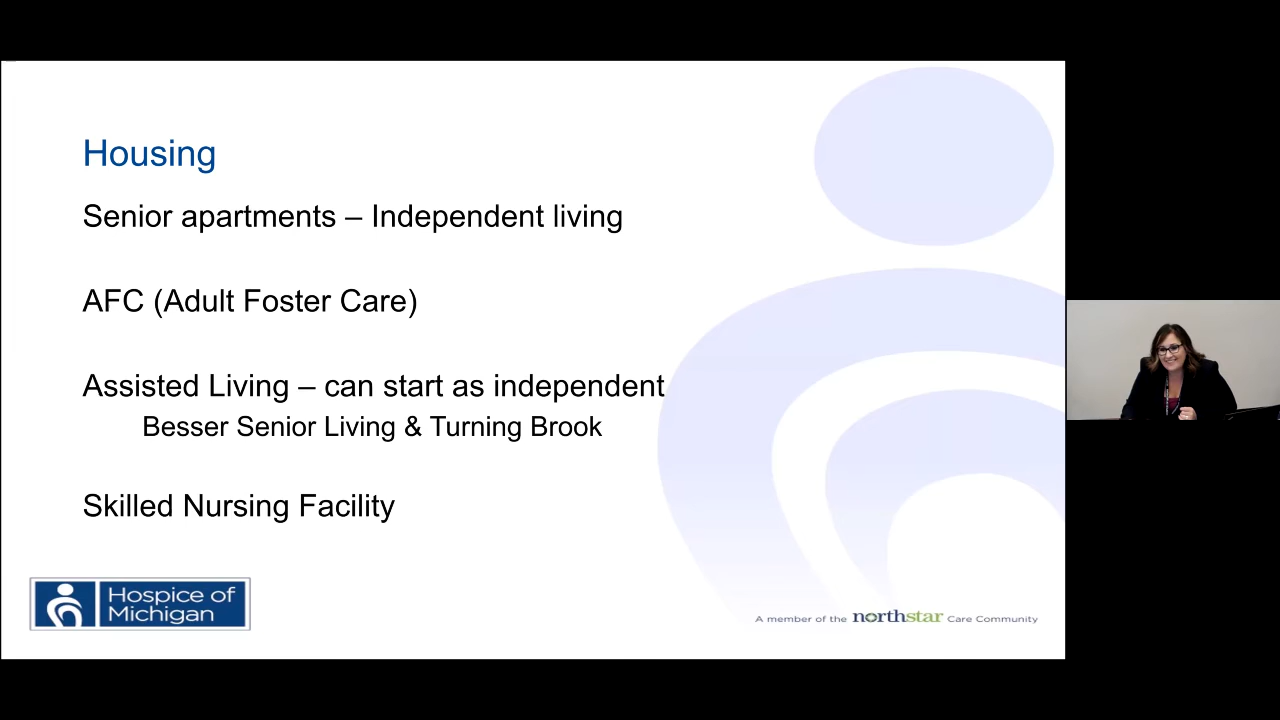 Housing
Senior apartments – Independent living
AFC (Adult Foster Care)
Assisted Living – can start as independent
Besser Senior Living & Turning Brook
Skilled Nursing Facility
Hospice of
Michigan
A member of the northstar Care Community